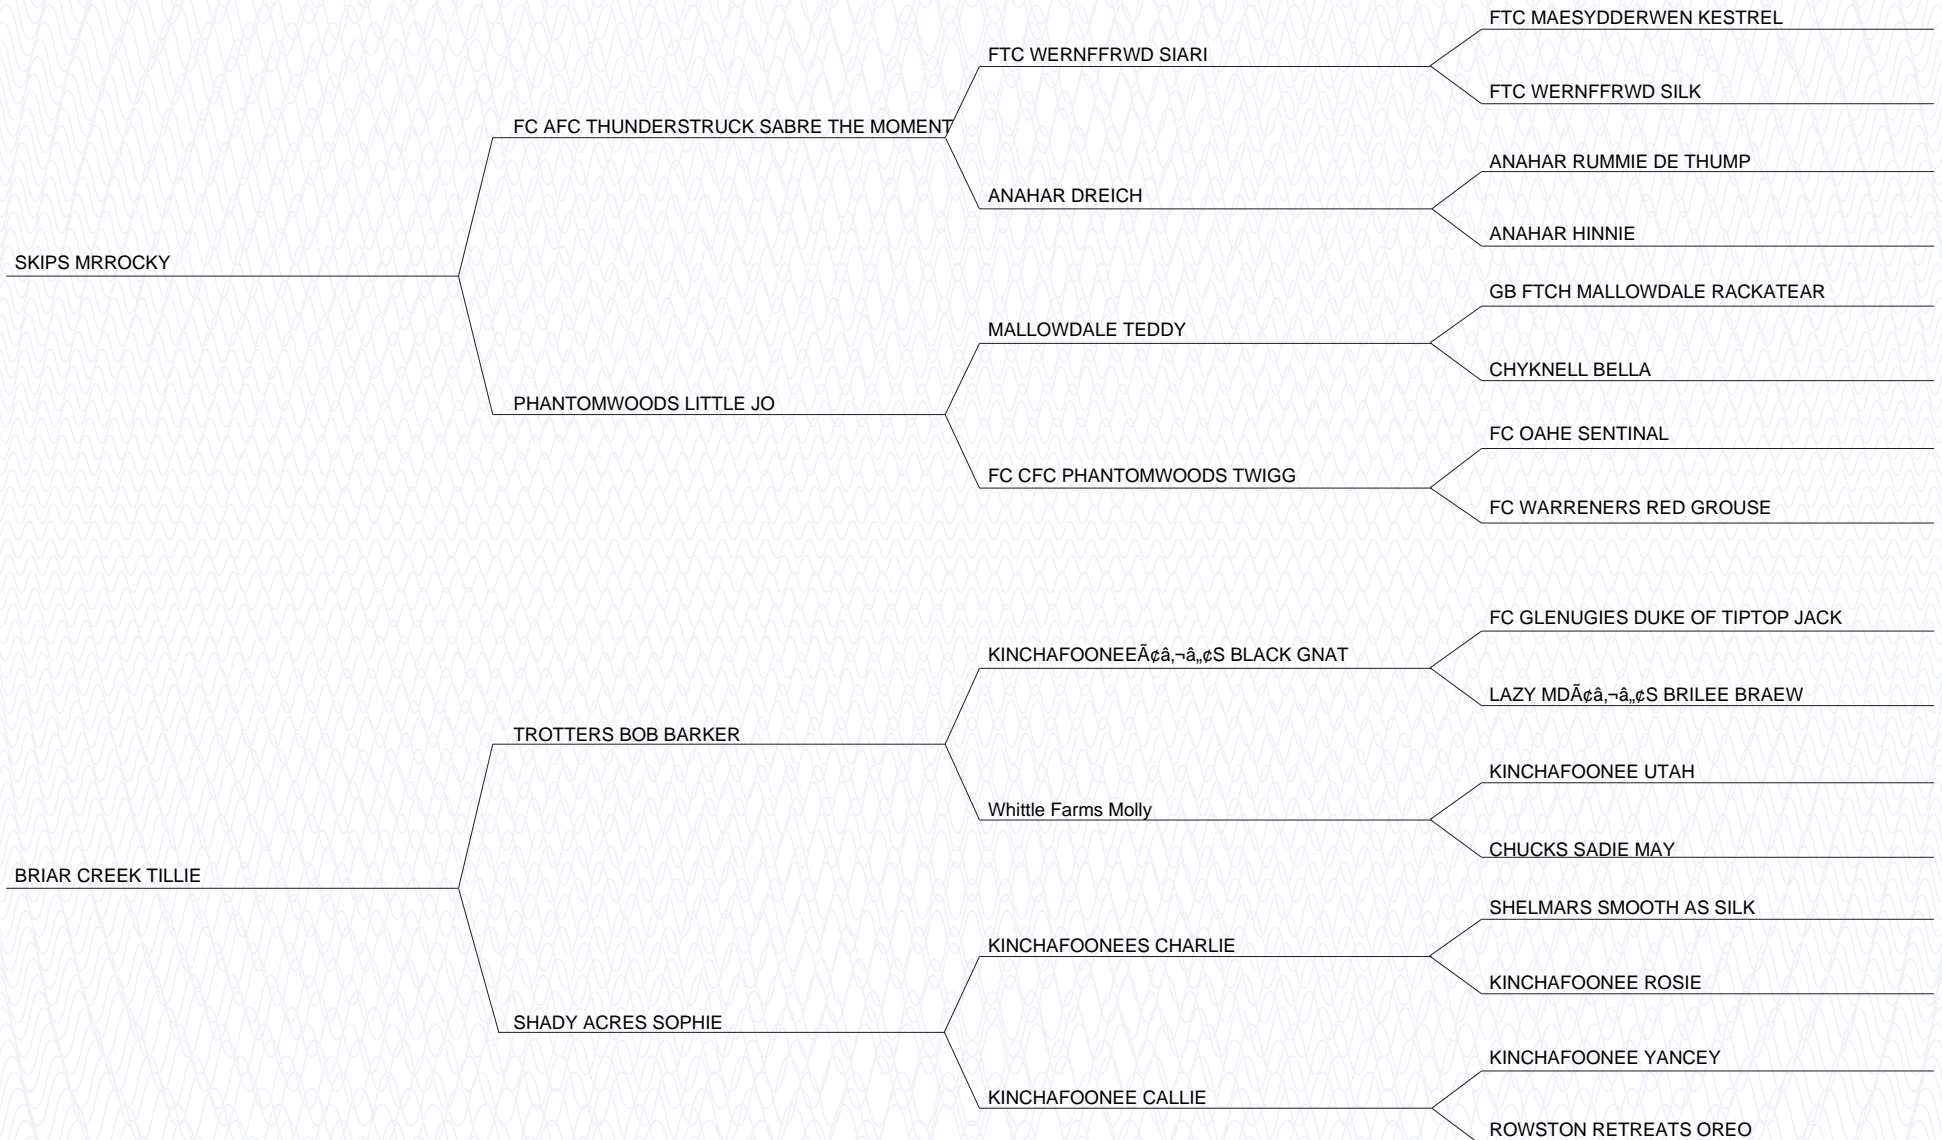 FTC MAESYDDERWEN KESTREL
FTC WERNFFRWD SIARI
FTC WERNFFRWD SILK
FC AFC THUNDERSTRUCK SABRE THE MOMENT
ANAHAR RUMMIE DE THUMP
ANAHAR DREICH
ANAHAR HINNIE
SKIPS MRROCKY
GB FTCH MALLOWDALE RACKATEAR
MALLOWDALE TEDDY
CHYKNELL BELLA
PHANTOMWOODS LITTLE JO
FC OAHE SENTINAL
FC CFC PHANTOMWOODS TWIGG
FC WARRENERS RED GROUSE
FC GLENUGIES DUKE OF TIPTOP JACK
KINCHAFOONEEÃ¢â‚¬â„¢S BLACK GNAT
LAZY MDÃ¢â‚¬â„¢S BRILEE BRAEW
TROTTERS BOB BARKER
KINCHAFOONEE UTAH
Whittle Farms Molly
CHUCKS SADIE MAY
BRIAR CREEK TILLIE
SHELMARS SMOOTH AS SILK
KINCHAFOONEES CHARLIE
KINCHAFOONEE ROSIE
SHADY ACRES SOPHIE
KINCHAFOONEE YANCEY
KINCHAFOONEE CALLIE
ROWSTON RETREATS OREO